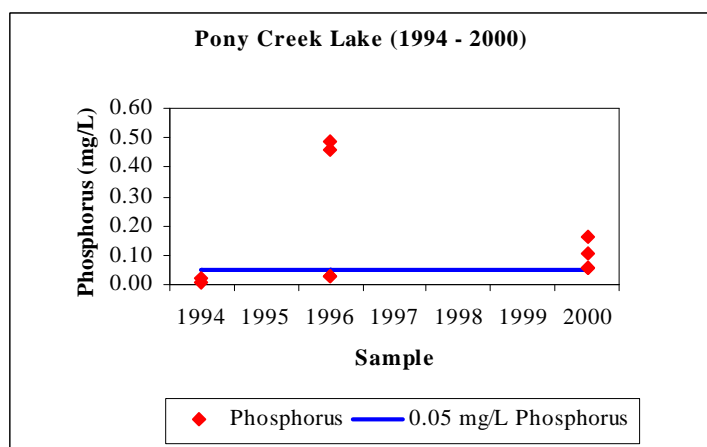 Pony Creek Lake (1994 - 2000)
Phosphorus (mg/L)
0.60
0.50
0.40
0.30
0.20
0.10
0.00
1994 1995 1996 1997 1998 1999 2000
Sample
Phosphorus 0.05 mg/L Phosphorus